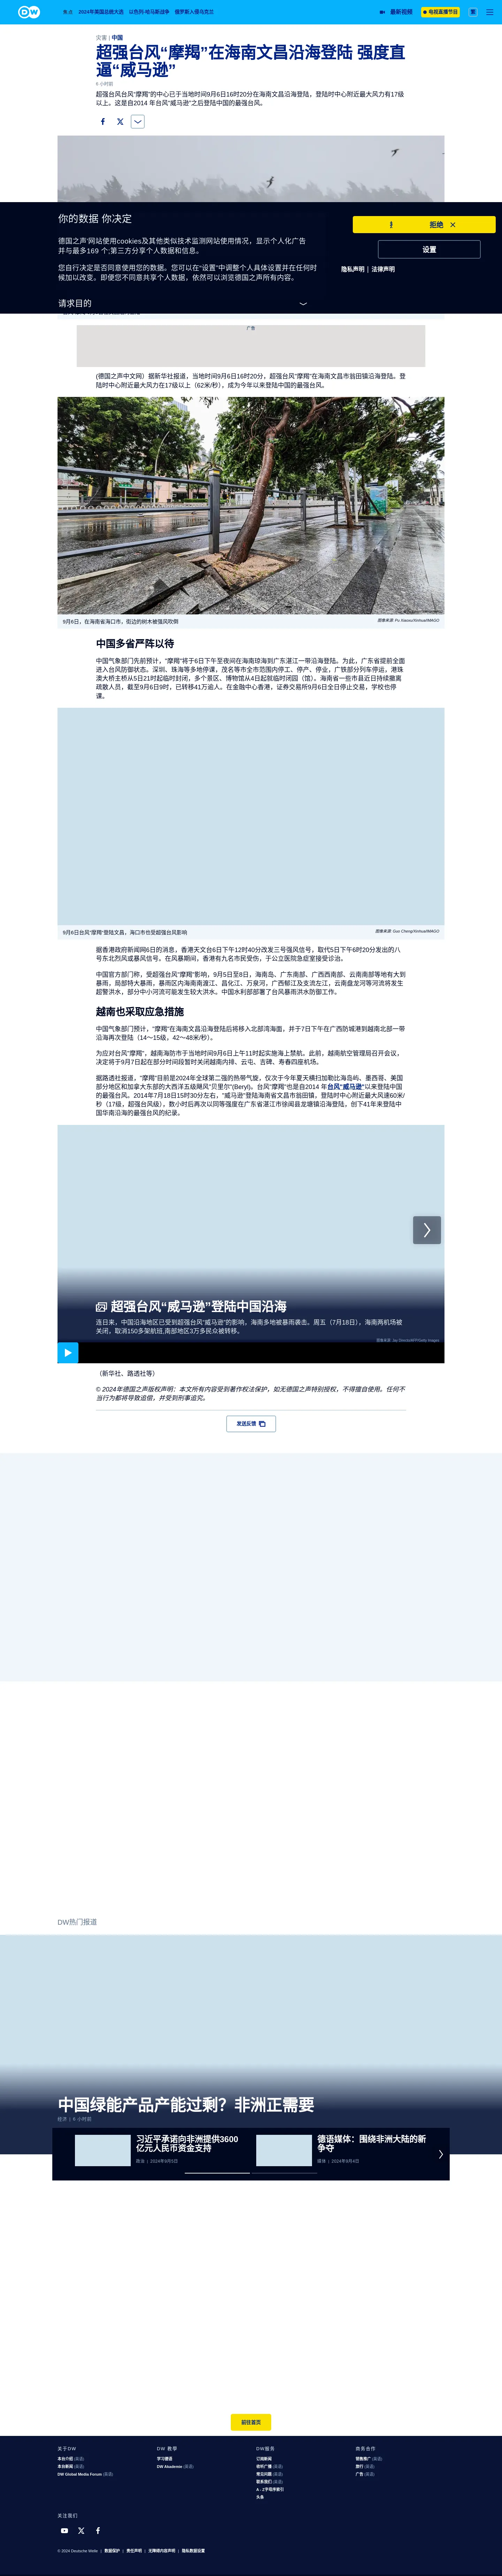 DW
焦点 2024年美国总统大选 以色列-哈马斯战争 俄罗斯入侵乌克兰
最新视频
电视直播节目
繁
灾害 | 中国
超强台风“摩羯”在海南文昌沿海登陆 强度直
逼“威马逊”
6 小时前
超强台风台风“摩羯”的中心已于当地时间9月6日16时20分在海南文昌沿海登陆，登陆时中心附近最大风力有17级
以上。这是自2014 年台风“威马逊”之后登陆中国的最强台风。
你的数据 你决定
德国之声‘网站使用cookies及其他类似技术监测网站使用情况，显示个人化广告
并与最多169 个;第三方分享个人数据和信息。
您自行决定是否同意使用您的数据。您可以在“设置”中调整个人具体设置并在任何时
候加以改变。即便您不同意共享个人数据，依然可以浏览德国之声所有内容。
请求目的
拒绝
设置
隐私声明 | 法律声明
广告
(德国之声中文网）据新华社报道，当地时间9月6日16时20分，超强台风“摩羯”在海南文昌市翁田镇沿海登陆。登
陆时中心附近最大风力在17级以上（62米/秒），成为今年以来登陆中国的最强台风。
9月6日，在海南省海口市，街边的树木被强风吹倒
图像来源: Pu Xiaoxu/Xinhua/IMAGO
中国多省严阵以待
中国气象部门先前预计，"摩羯"将于6日下午至夜间在海南琼海到广东湛江一带沿海登陆。为此，广东省提前全面
进入台风防御状态。深圳、珠海等多地停课，茂名等市全市范围内停工、停产、停业，广铁部分列车停运，港珠
澳大桥主桥从5日21时起临时封闭，多个景区、博物馆从4日起就临时闭园（馆）。海南省一些市县近日持续撤离
疏散人员，截至9月6日9时，已转移41万逾人。在金融中心香港，证券交易所9月6日全日停止交易，学校也停
课。
9月6日台风“摩羯”登陆文昌，海口市也受超强台风影响
图像来源: Guo Cheng/Xinhua/IMAGO
据香港政府新闻网6日的消息，香港天文台6日下午12时40分改发三号强风信号，取代5日下午6时20分发出的八
号东北烈风或暴风信号。在风暴期间，香港有九名市民受伤，于公立医院急症室接受诊治。
中国官方部门称，受超强台风"摩羯"影响，9月5日至8日，海南岛、广东南部、广西西南部、云南南部等地有大到
暴雨，局部特大暴雨，暴雨区内海南南渡江、昌化江、万泉河，广西郁江及支流左江，云南盘龙河等河流将发生
超警洪水，部分中小河流可能发生较大洪水。中国水利部部署了台风暴雨洪水防御工作。
越南也采取应急措施
中国气象部门预计，"摩羯"在海南文昌沿海登陆后将移入北部湾海面，并于7日下午在广西防城港到越南北部一带
沿海再次登陆（14～15级，42～48米/秒）。
为应对台风"摩羯"，越南海防市于当地时间9月6日上午11时起实施海上禁航。此前，越南航空管理局召开会议，
决定将于9月7日起在部分时间段暂时关闭越南内排、云屯、吉碑、寿春四座机场。
据路透社报道，"摩羯"目前是2024年全球第二强的热带气旋，仅次于今年夏天横扫加勒比海岛屿、墨西哥、美国
部分地区和加拿大东部的大西洋五级飓风"贝里尔"(Beryl)。台风"摩羯"也是自2014 年台风"威马逊"以来登陆中国
的最强台风。2014年7月18日15时30分左右，"威马逊"登陆海南省文昌市翁田镇，登陆时中心附近最大风速60米/
秒（17级，超强台风级），数小时后再次以同等强度在广东省湛江市徐闻县龙塘镇沿海登陆，创下41年来登陆中
国华南沿海的最强台风的纪录。
超强台风“威马逊”登陆中国沿海
连日来，中国沿海地区已受到超强台风"威马逊"的影响，海南多地被暴雨袭击。周五（7月18日），海南两机场被
关闭，取消150多架航班,南部地区3万多民众被转移。
（新华社、路透社等）
© 2024年德国之声版权声明：本文所有内容受到著作权法保护，如无德国之声特别授权，不得擅自使用。任何不
当行为都将导致追偿，并受到刑事追究。
发送反馈
DW热门报道
中国绿能产品产能过剩？非洲正需要
经济 | 6 小时前
习近平承诺向非洲提供3600
亿元人民币资金支持
政治 | 2024年9月5日
德语媒体：围绕非洲大陆的新
争夺
媒体 | 2024年9月4日
前往首页
关于DW
本台介绍 (英语)
本台新闻 (英语)
DW Global Media Forum (英语)
DW 教學
学习德语
DW Akademie (英语)
DW服务
订阅新闻
收听广播 (英语)
常见问题 (英语)
联系我们 (英语)
A - Z字母序索引
头条
商务合作
销售推广 (英语)
旅行 (英语)
广告 (英语)
关注我们
© 2024 Deutsche Welle | 数据保护 | 责任声明 | 无障碍内容声明 | 隐私数据设置